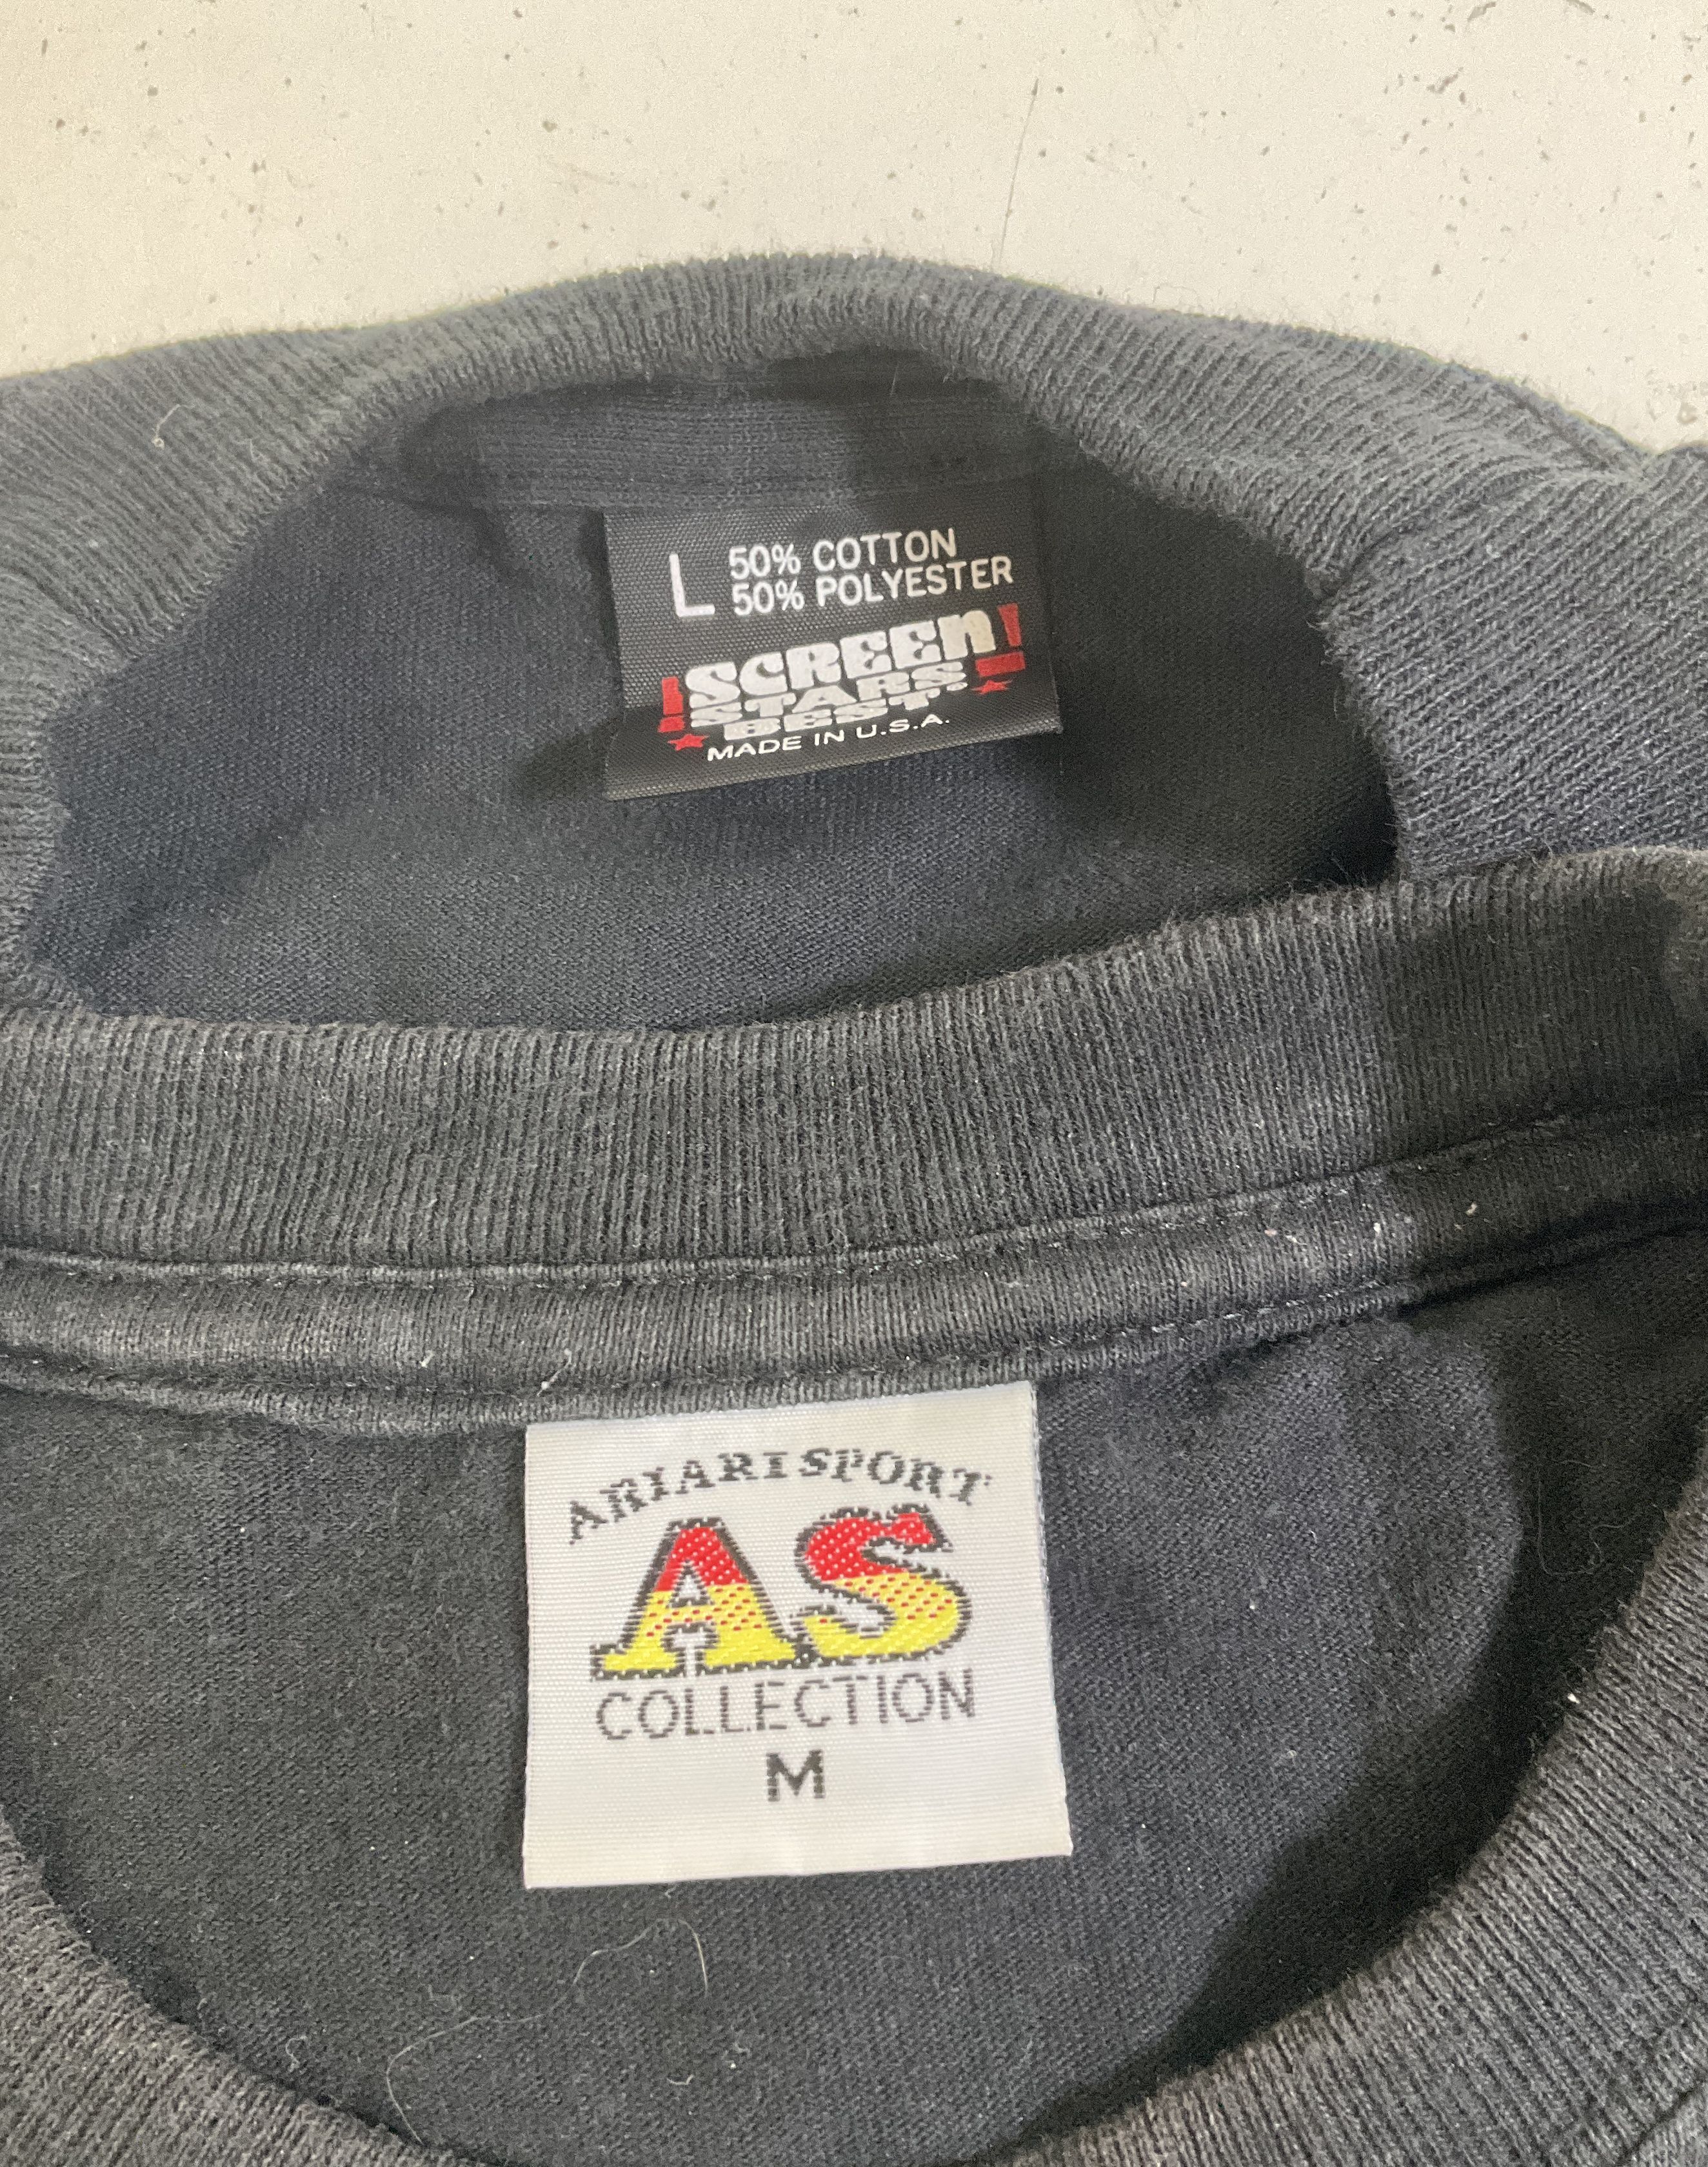 L 50% COTTON
50% POLYESTER
SCREEN
STARS
BEST
MADE IN U.S.A.
ARIARI SPORT
AS
COLLECTION
M